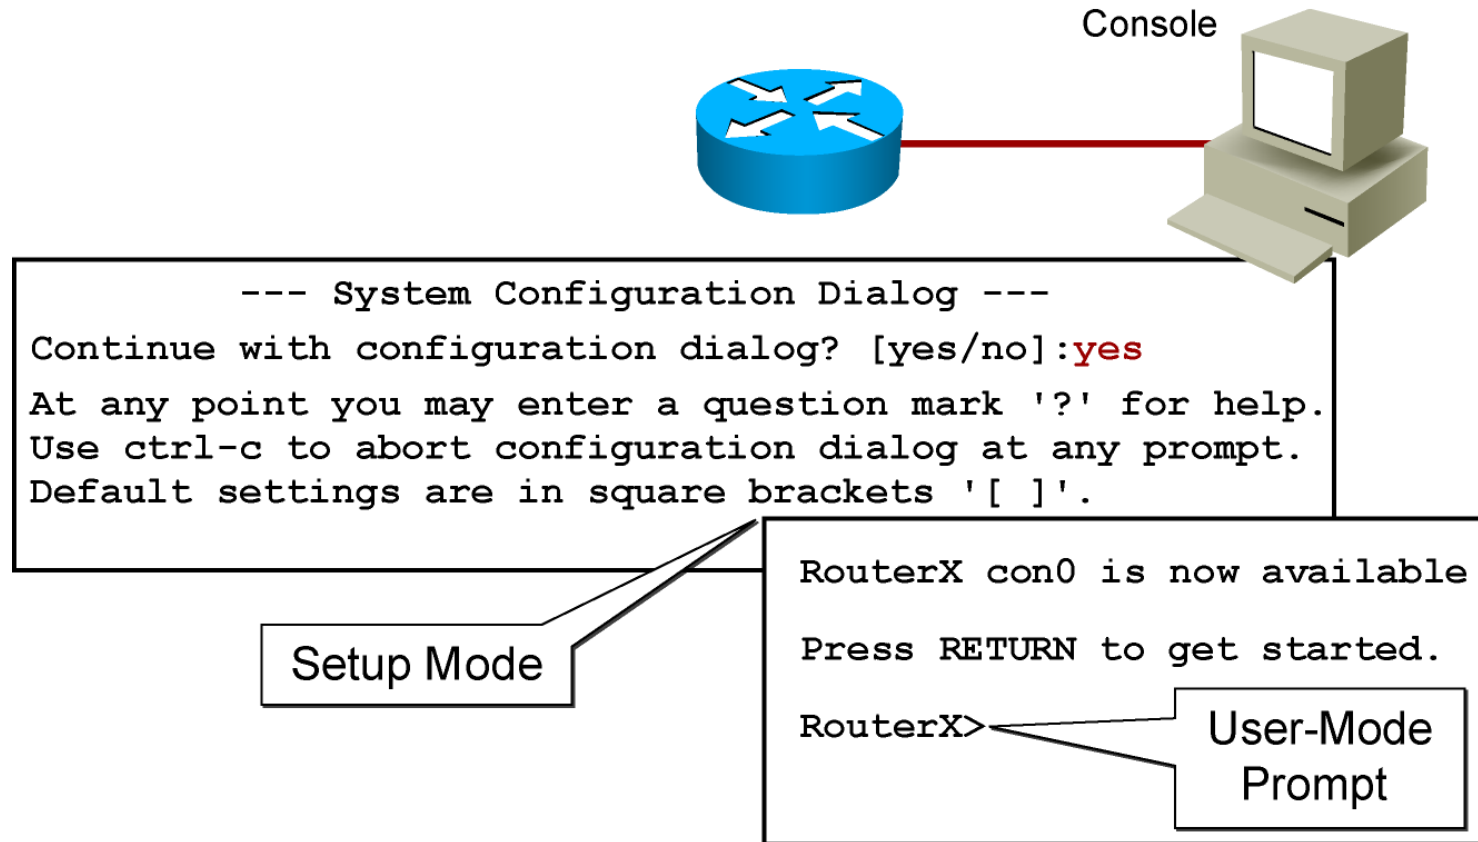 Console
--- System Configuration Dialog ---
Continue with configuration dialog? [yes/no]:yes
At any point you may enter a question mark '?' for help.
Use ctrl-c to abort configuration dialog at any prompt.
Default settings are in square brackets '[ ]'.
Setup Mode
RouterX con0 is now available
Press RETURN to get started.
RouterX>
User-Mode
Prompt